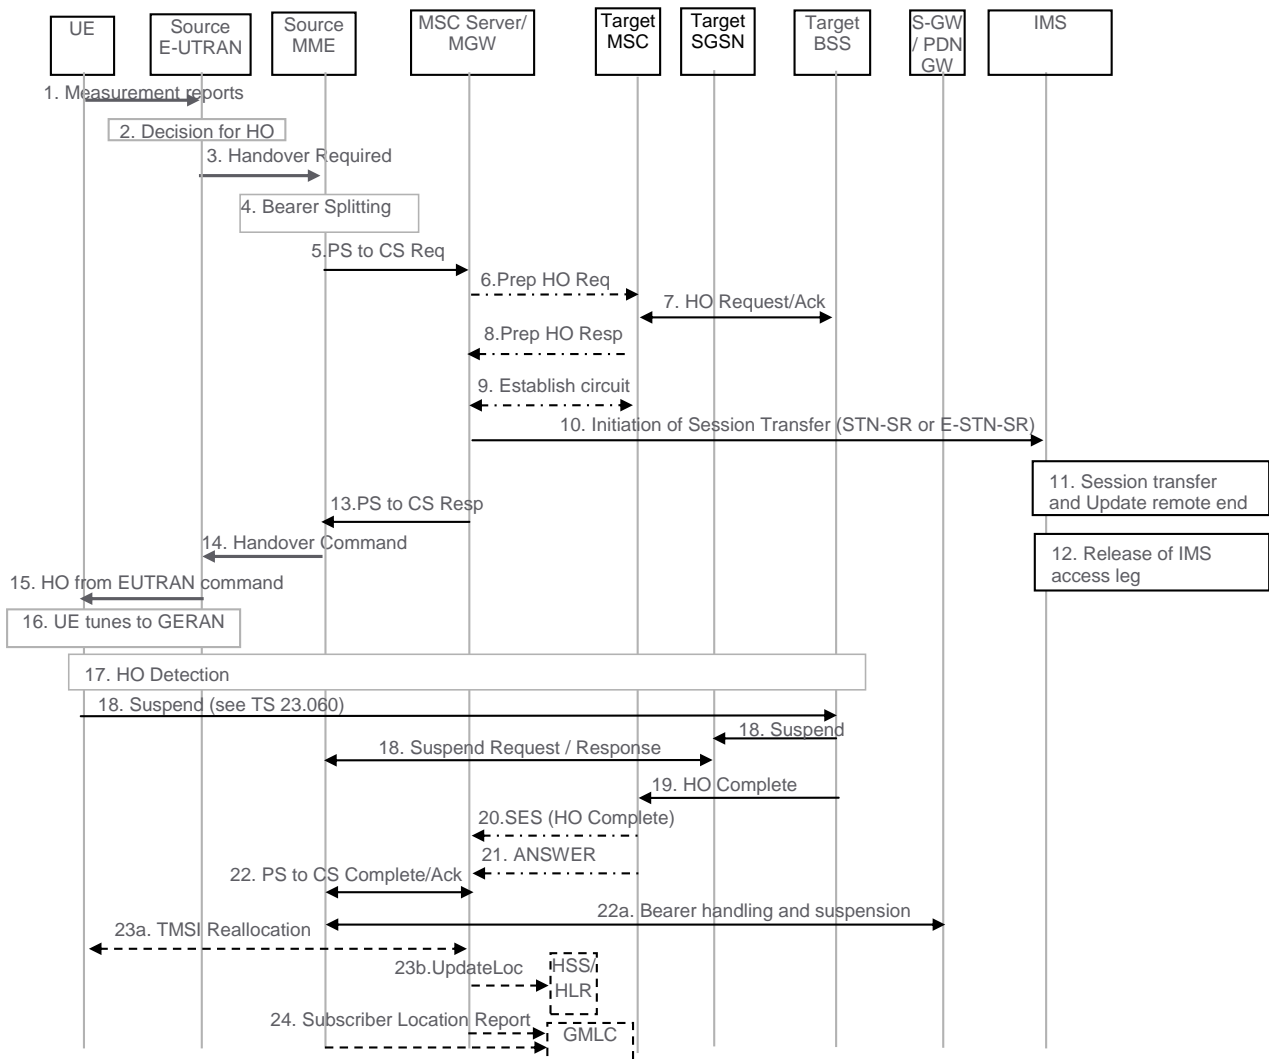 UE
Source
E-UTRAN
Source
MME
MSC Server/
MGW
Target
MSC
Target
SGSN
Target
BSS
S-GW
/ PDN
GW
IMS
1. Measurement reports
2. Decision for HO
3. Handover Required
4. Bearer Splitting
5.PS to CS Req
6.Prep HO Req
7. HO Request/Ack
8.Prep HO Resp
9. Establish circuit
10. Initiation of Session Transfer (STN-SR or E-STN-SR)
11. Session transfer
and Update remote end
13.PS to CS Resp
14. Handover Command
12. Release of IMS
access leg
15. HO from EUTRAN command
16. UE tunes to GERAN
17. HO Detection
18. Suspend (see TS 23.060)
18. Suspend
18. Suspend Request / Response
19. HO Complete
20.SES (HO Complete)
21. ANSWER
22. PS to CS Complete/Ack
22a. Bearer handling and suspension
23a. TMSI Reallocation
23b.UpdateLoc
HSS/
HLR
24. Subscriber Location Report
GMLC